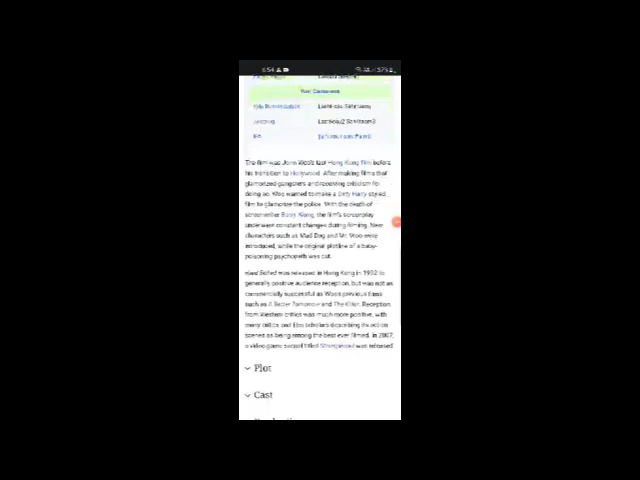 6:54
Yue Cantonese
IPA
The film was John Woo's last Hong Kong film before
his transition to Hollywood. After making films that
glamorized gangsters and receiving criticism for
doing so, Woo wanted to make a Dirty Harry styled
film to glamorize the police. With the death of
screenwriter Barry Wong, the film's screenplay
underwent constant changes during filming. New
characters such as Mad Dog and Mr. Woo were
introduced, while the original plotline of a baby-
poisoning psychopath was cut.
Hard Boiled was released in Hong Kong in 1992 to
generally positive audience reception, but was not as
commercially successful as Woo's previous films
such as A Better Tomorrow and The Killer. Reception
from Western critics was much more positive, with
many critics and film scholars describing its action
scenes as being among the best ever filmed. In 2007,
a video game sequel titled Stranglehold was released
Plot
Cast